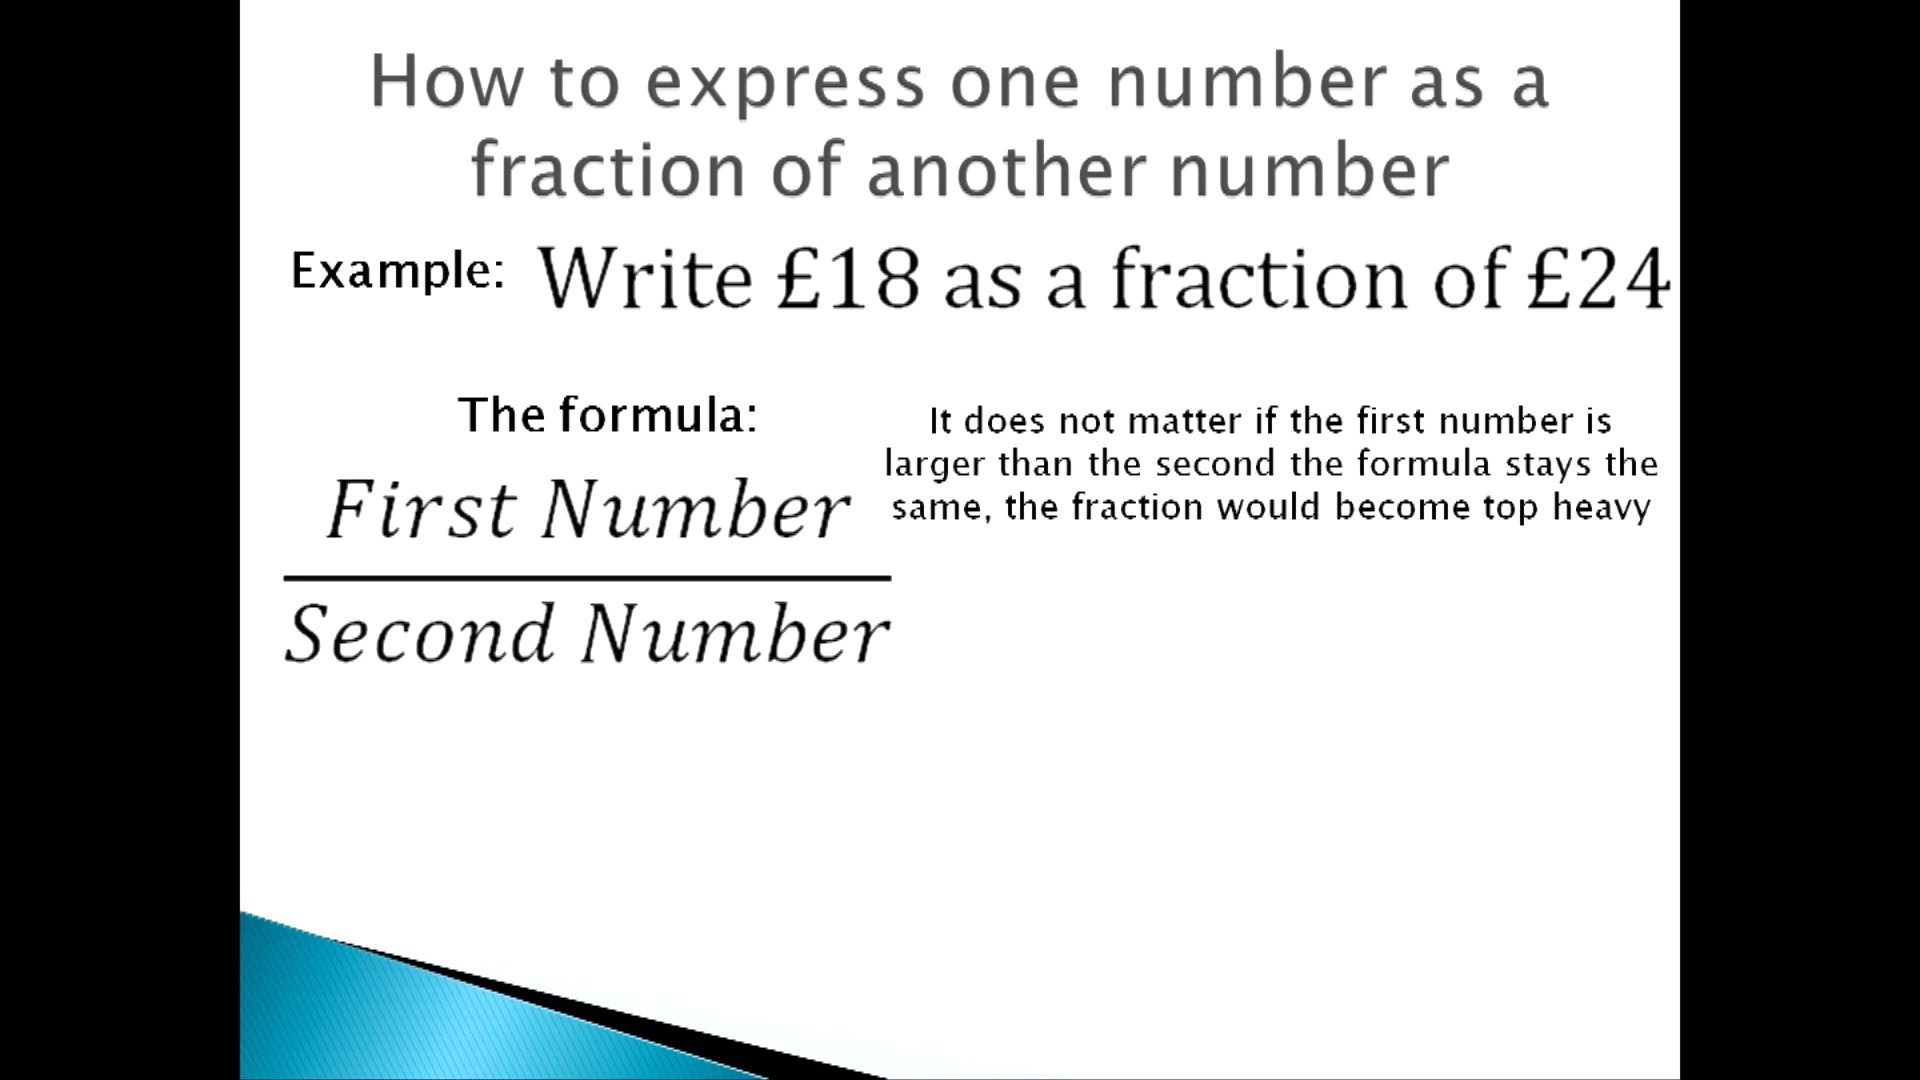 How to express one number as a
fraction of another number
Example: Write £18 as a fraction of £24
The formula:
First Number
Second Number
It does not matter if the first number is
larger than the second the formula stays the
same, the fraction would become top heavy